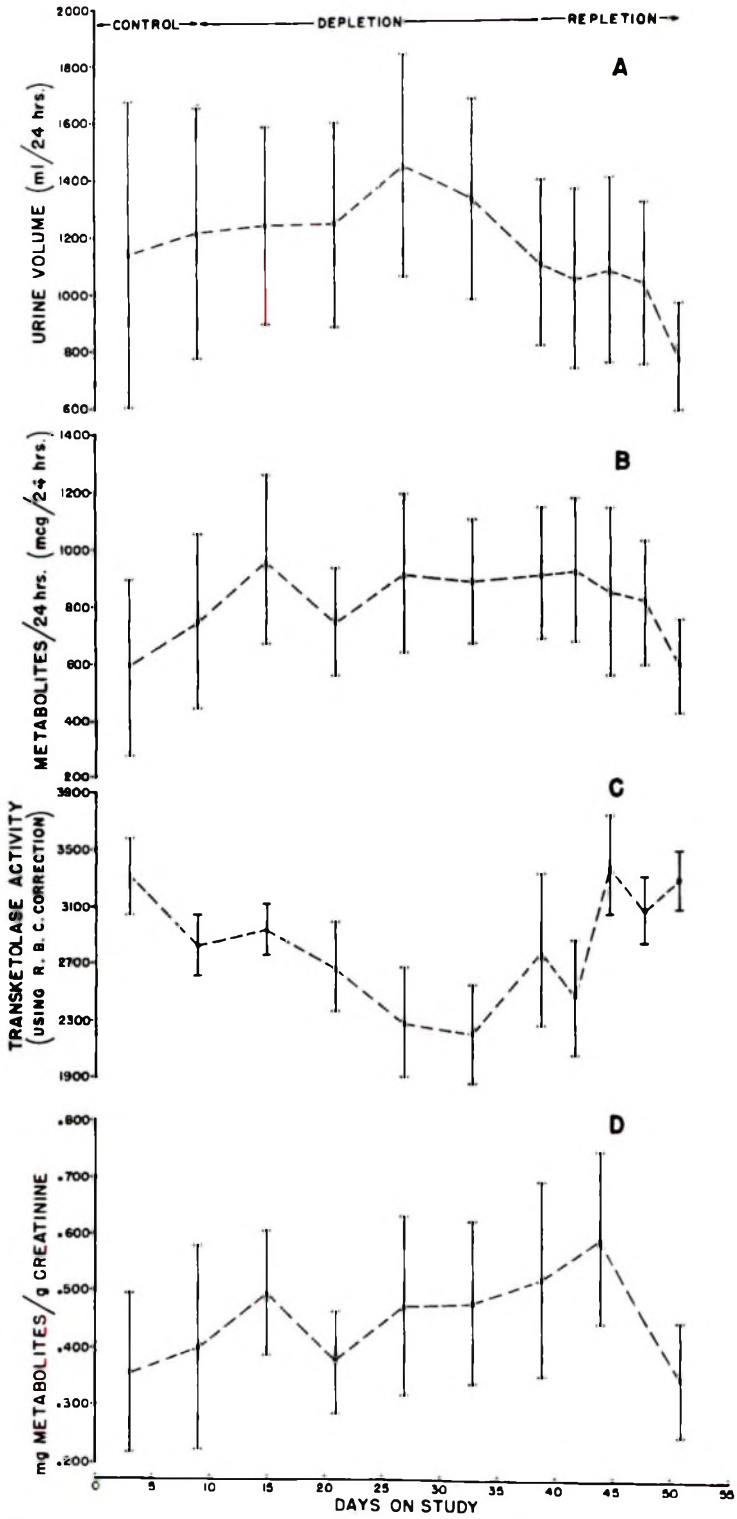 CONTROL DEPLETION REPLETION
A
URINE VOLUME (ml/24 hrs.)
2000
1800
1600
1400
1200
1000
800
600
B
METABOLITES/24 hrs. (mcg/24 hrs.)
1400
1200
1000
800
600
400
200
C
TRANSKETOLASE ACTIVITY
(USING R. B. C. CORRECTION)
3900
3500
3100
2700
2300
1900
D
mg METABOLITES/g CREATININE
.800
.700
.600
.500
.400
.300
.200
0 5 10 15 20 25 30 35 40 45 50 55
DAYS ON STUDY